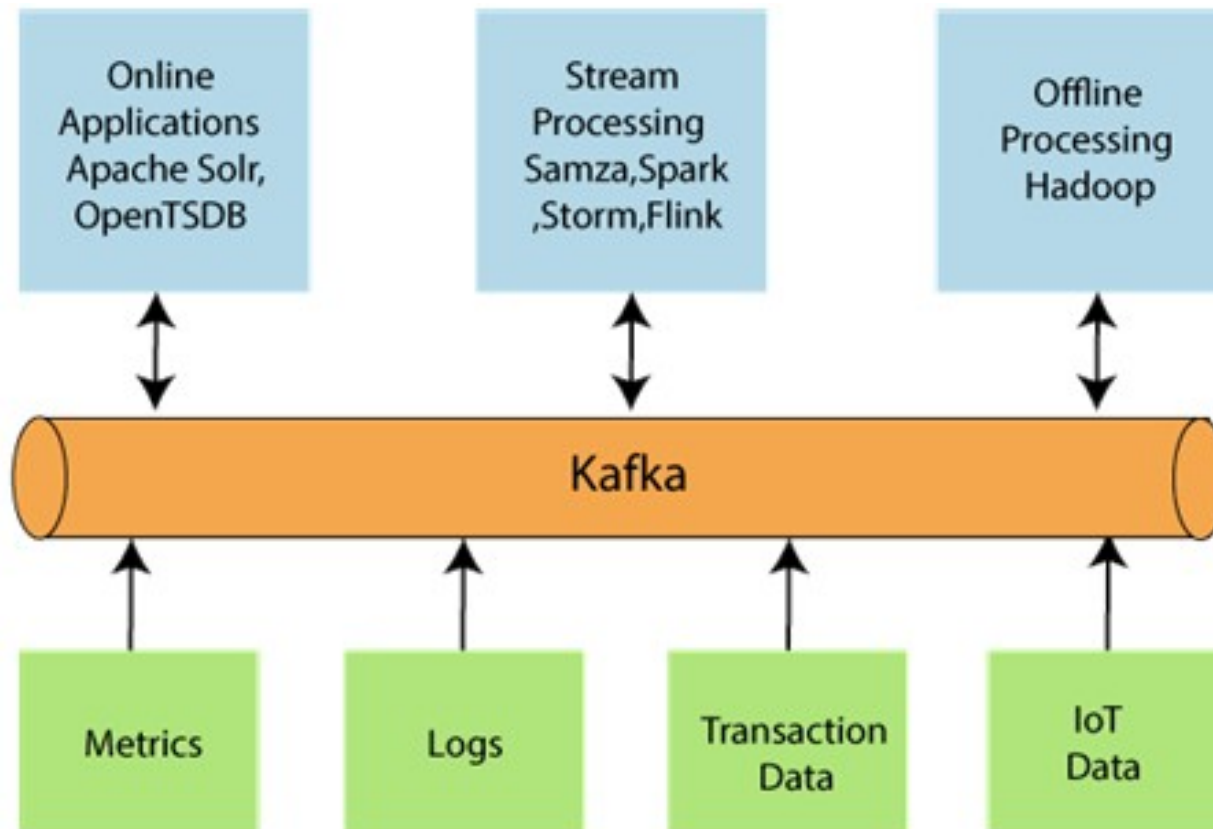 Online
Applications
Apache Solr,
OpenTSDB
Stream
Processing
Samza,Spark
,Storm,Flink
Offline
Processing
Hadoop
Kafka
Metrics
Logs
Transaction
Data
IoT
Data